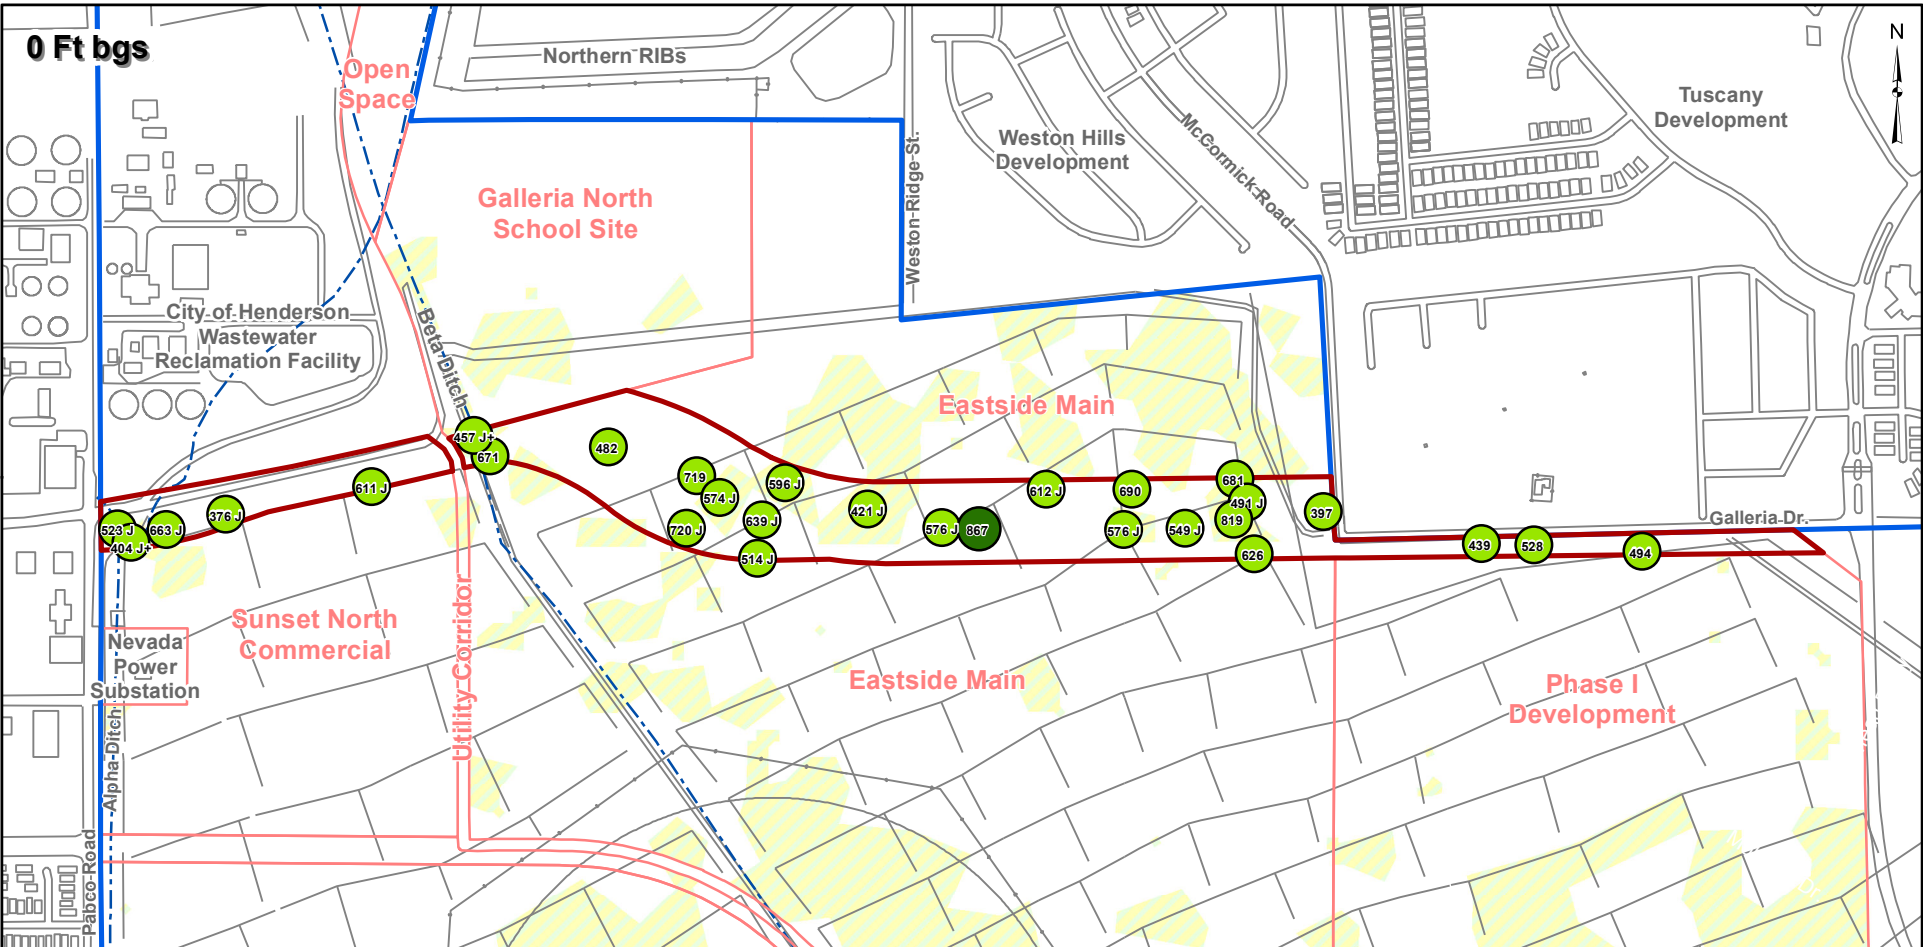 0 Ft bgs
N
Northern RIBs
Open
Space
Tuscany
Development
Weston Hills
Development
McCormick Road
Weston Ridge St.
Galleria North
School Site
City of Henderson
Wastewater
Reclamation Facility
Beta Ditch
Eastside Main
457 J+
671
482
719
574 J
596 J
720 J
639 J
514 J
421 J
576 J
867
612 J
690
576 J
549 J
681
491 J
819
626
397
439
528
494
Galleria Dr.
611 J
376 J
663 J
523 J
404 J+
Sunset North
Commercial
Utility Corridor
Nevada
Power
Substation
Eastside Main
Phase I
Development
Alpha Ditch
Pabco Road